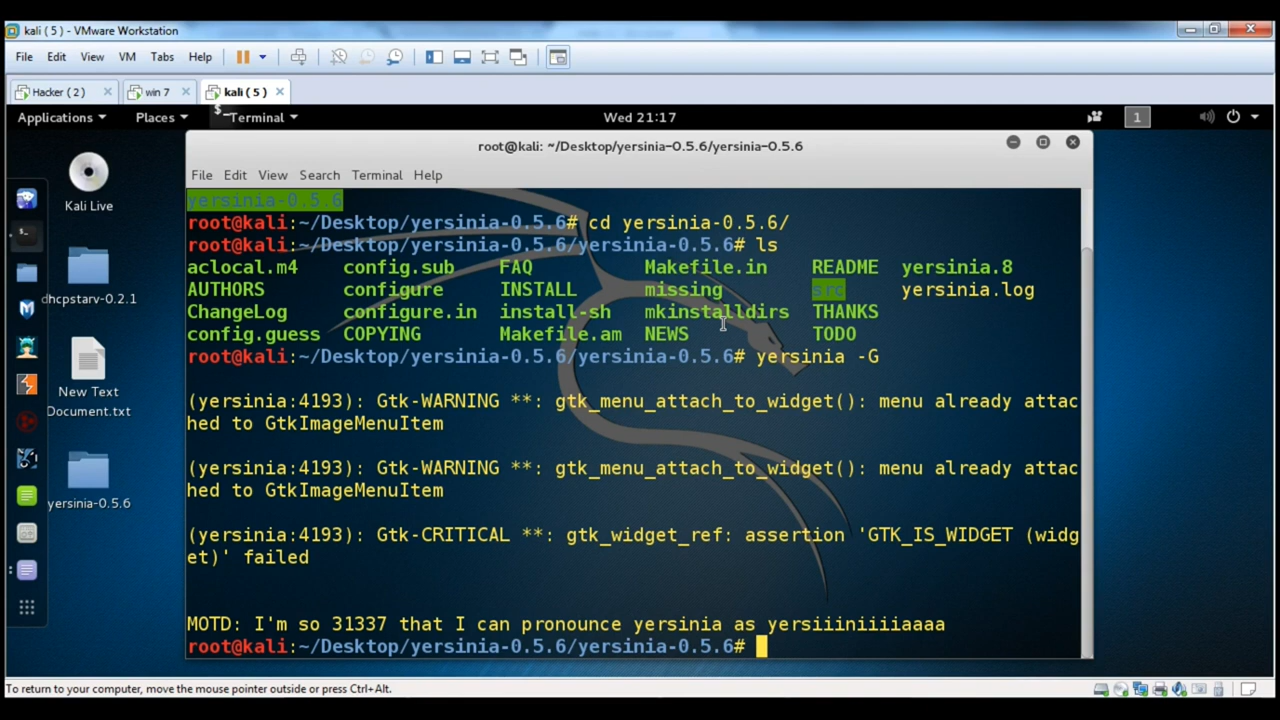 kali ( 5 ) - VMware Workstation
File Edit View VM Tabs Help
Hacker ( 2 ) win 7 kali ( 5 )
Applications Places Terminal Wed 21:17 1
root@kali: ~/Desktop/yersinia-0.5.6/yersinia-0.5.6
File Edit View Search Terminal Help
Kali Live
dhcpstarv-0.2.1
New Text
Document.txt
yersinia-0.5.6
yersinia-0.5.6
root@kali:~/Desktop/yersinia-0.5.6# cd yersinia-0.5.6/
root@kali:~/Desktop/yersinia-0.5.6/yersinia-0.5.6# ls
aclocal.m4 config.sub FAQ Makefile.in README yersinia.8
AUTHORS configure INSTALL missing src yersinia.log
ChangeLog configure.in install-sh mkinstalldirs THANKS
config.guess COPYING Makefile.am NEWS TODO
root@kali:~/Desktop/yersinia-0.5.6/yersinia-0.5.6# yersinia -G
(yersinia:4193): Gtk-WARNING **: gtk_menu_attach_to_widget(): menu already attac
hed to GtkImageMenuItem
(yersinia:4193): Gtk-WARNING **: gtk_menu_attach_to_widget(): menu already attac
hed to GtkImageMenuItem
(yersinia:4193): Gtk-CRITICAL **: gtk_widget_ref: assertion 'GTK_IS_WIDGET (widg
et)' failed
MOTD: I'm so 31337 that I can pronounce yersinia as yersiiiniiiiaaaa
root@kali:~/Desktop/yersinia-0.5.6/yersinia-0.5.6#
To return to your computer, move the mouse pointer outside or press Ctrl+Alt.